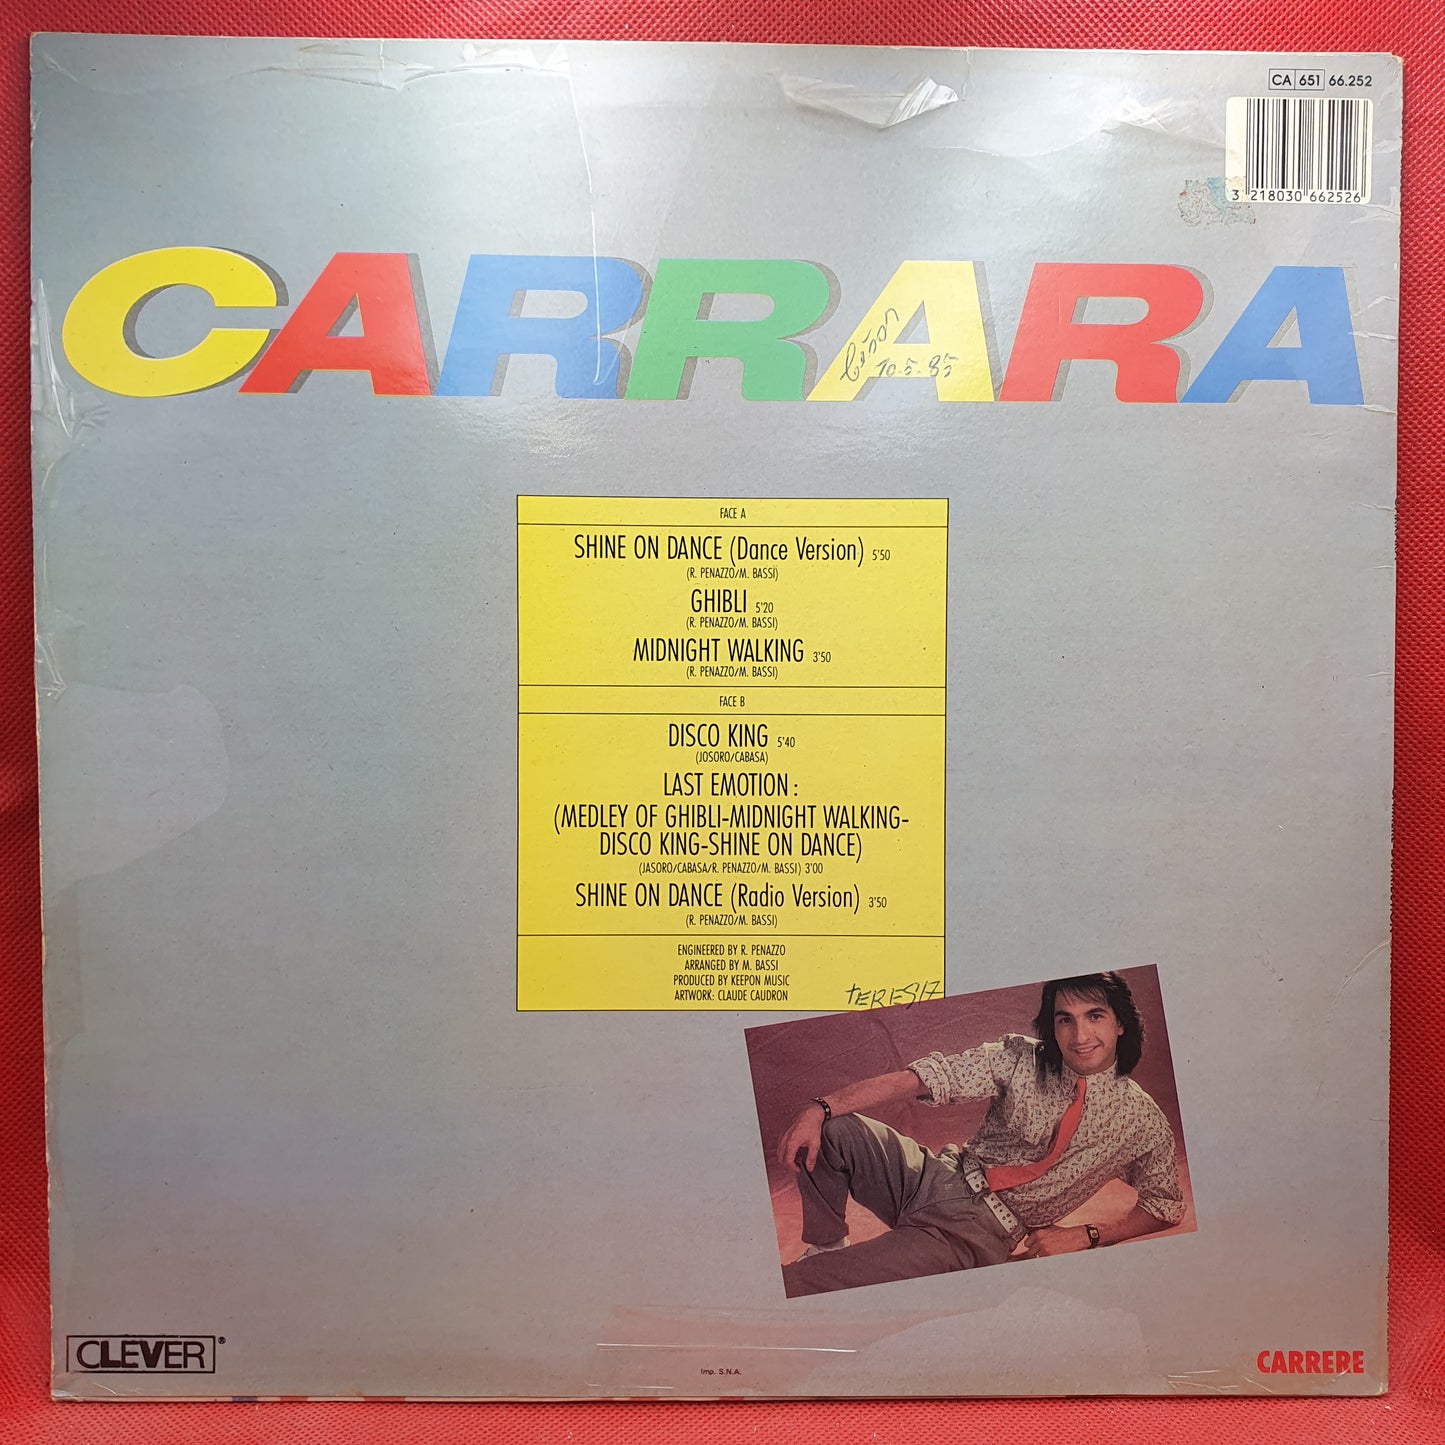 CA 651 66.252
3 218030 662526
CARRARA
10.5.85
FACE A
SHINE ON DANCE (Dance Version) 5'50
(R. PENAZZO/M. BASSI)
GHIBLI 5'20
(R. PENAZZO/M. BASSI)
MIDNIGHT WALKING 3'50
(R. PENAZZO/M. BASSI)
FACE B
DISCO KING 5'40
(JOSORO/CABASA)
LAST EMOTION :
(MEDLEY OF GHIBLI-MIDNIGHT WALKING-
DISCO KING-SHINE ON DANCE)
(JASORO/CABASA/R. PENAZZO/M. BASSI) 3'00
SHINE ON DANCE (Radio Version) 3'50
(R. PENAZZO/M. BASSI)
ENGINEERED BY R. PENAZZO
ARRANGED BY M. BASSI
PRODUCED BY KEEPON MUSIC
ARTWORK: CLAUDE CAUDRON
CLEVER®
Imp. S.N.A.
CARRERE